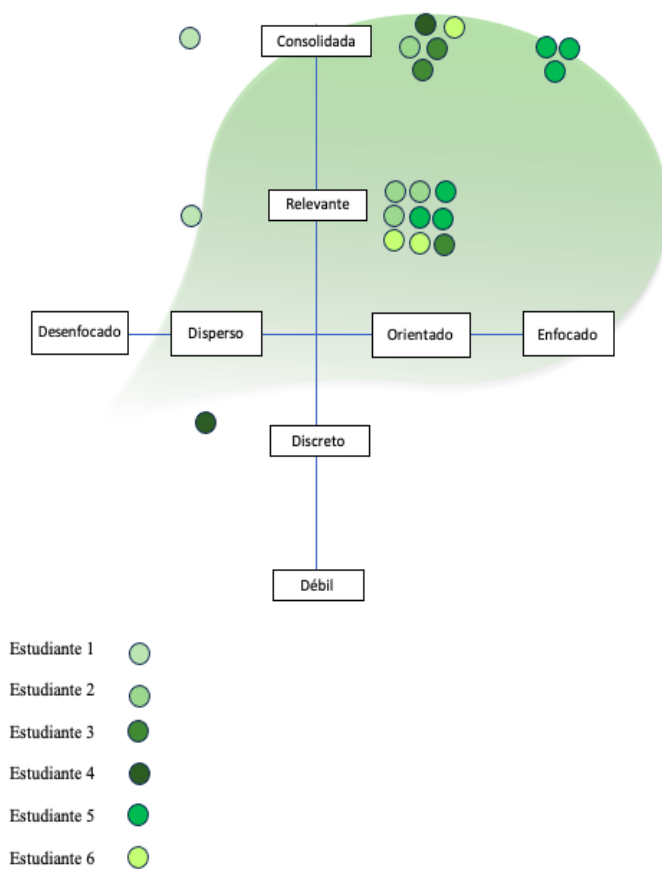 Consolidada
Relevante
Desenfocado
Disperso
Orientado
Enfocado
Discreto
Débil
Estudiante 1
Estudiante 2
Estudiante 3
Estudiante 4
Estudiante 5
Estudiante 6